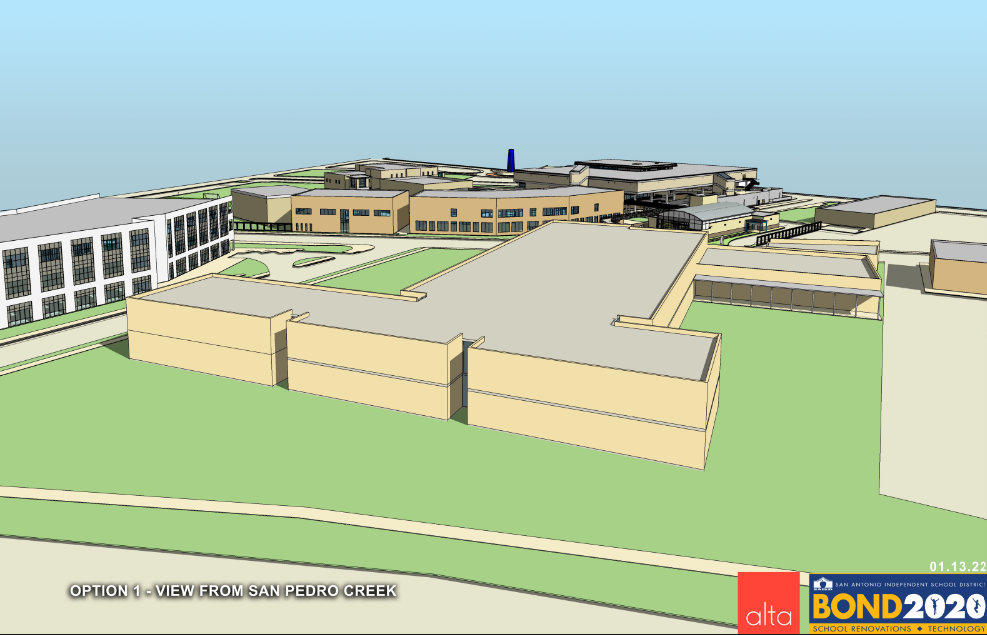 01.13.22
OPTION 1 - VIEW FROM SAN PEDRO CREEK
alta
SAN ANTONIO INDEPENDENT SCHOOL DISTRICT
BOND2020
SCHOOL RENOVATIONS ♦ TECHNOLOGY